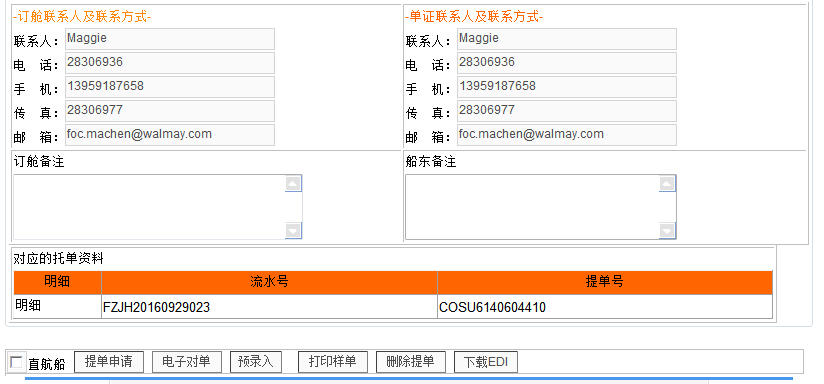 -订舱联系人及联系方式- -单证联系人及联系方式-
联系人： Maggie 联系人： Maggie
电 话： 28306936 电 话： 28306936
手 机： 13959187658 手 机： 13959187658
传 真： 28306977 传 真： 28306977
邮 箱： foc.machen@walmay.com 邮 箱： foc.machen@walmay.com
订舱备注 船东备注
对应的托单资料
明细 流水号 提单号
明细 FZJH20160929023 COSU6140604410
直航船 提单申请 电子对单 预录入 打印样单 删除提单 下载EDI